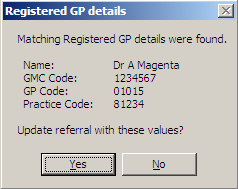 Registered GP details
Matching Registered GP details were found.
Name: Dr A Magenta
GMC Code: 1234567
GP Code: 01015
Practice Code: 81234
Update referral with these values?
Yes No